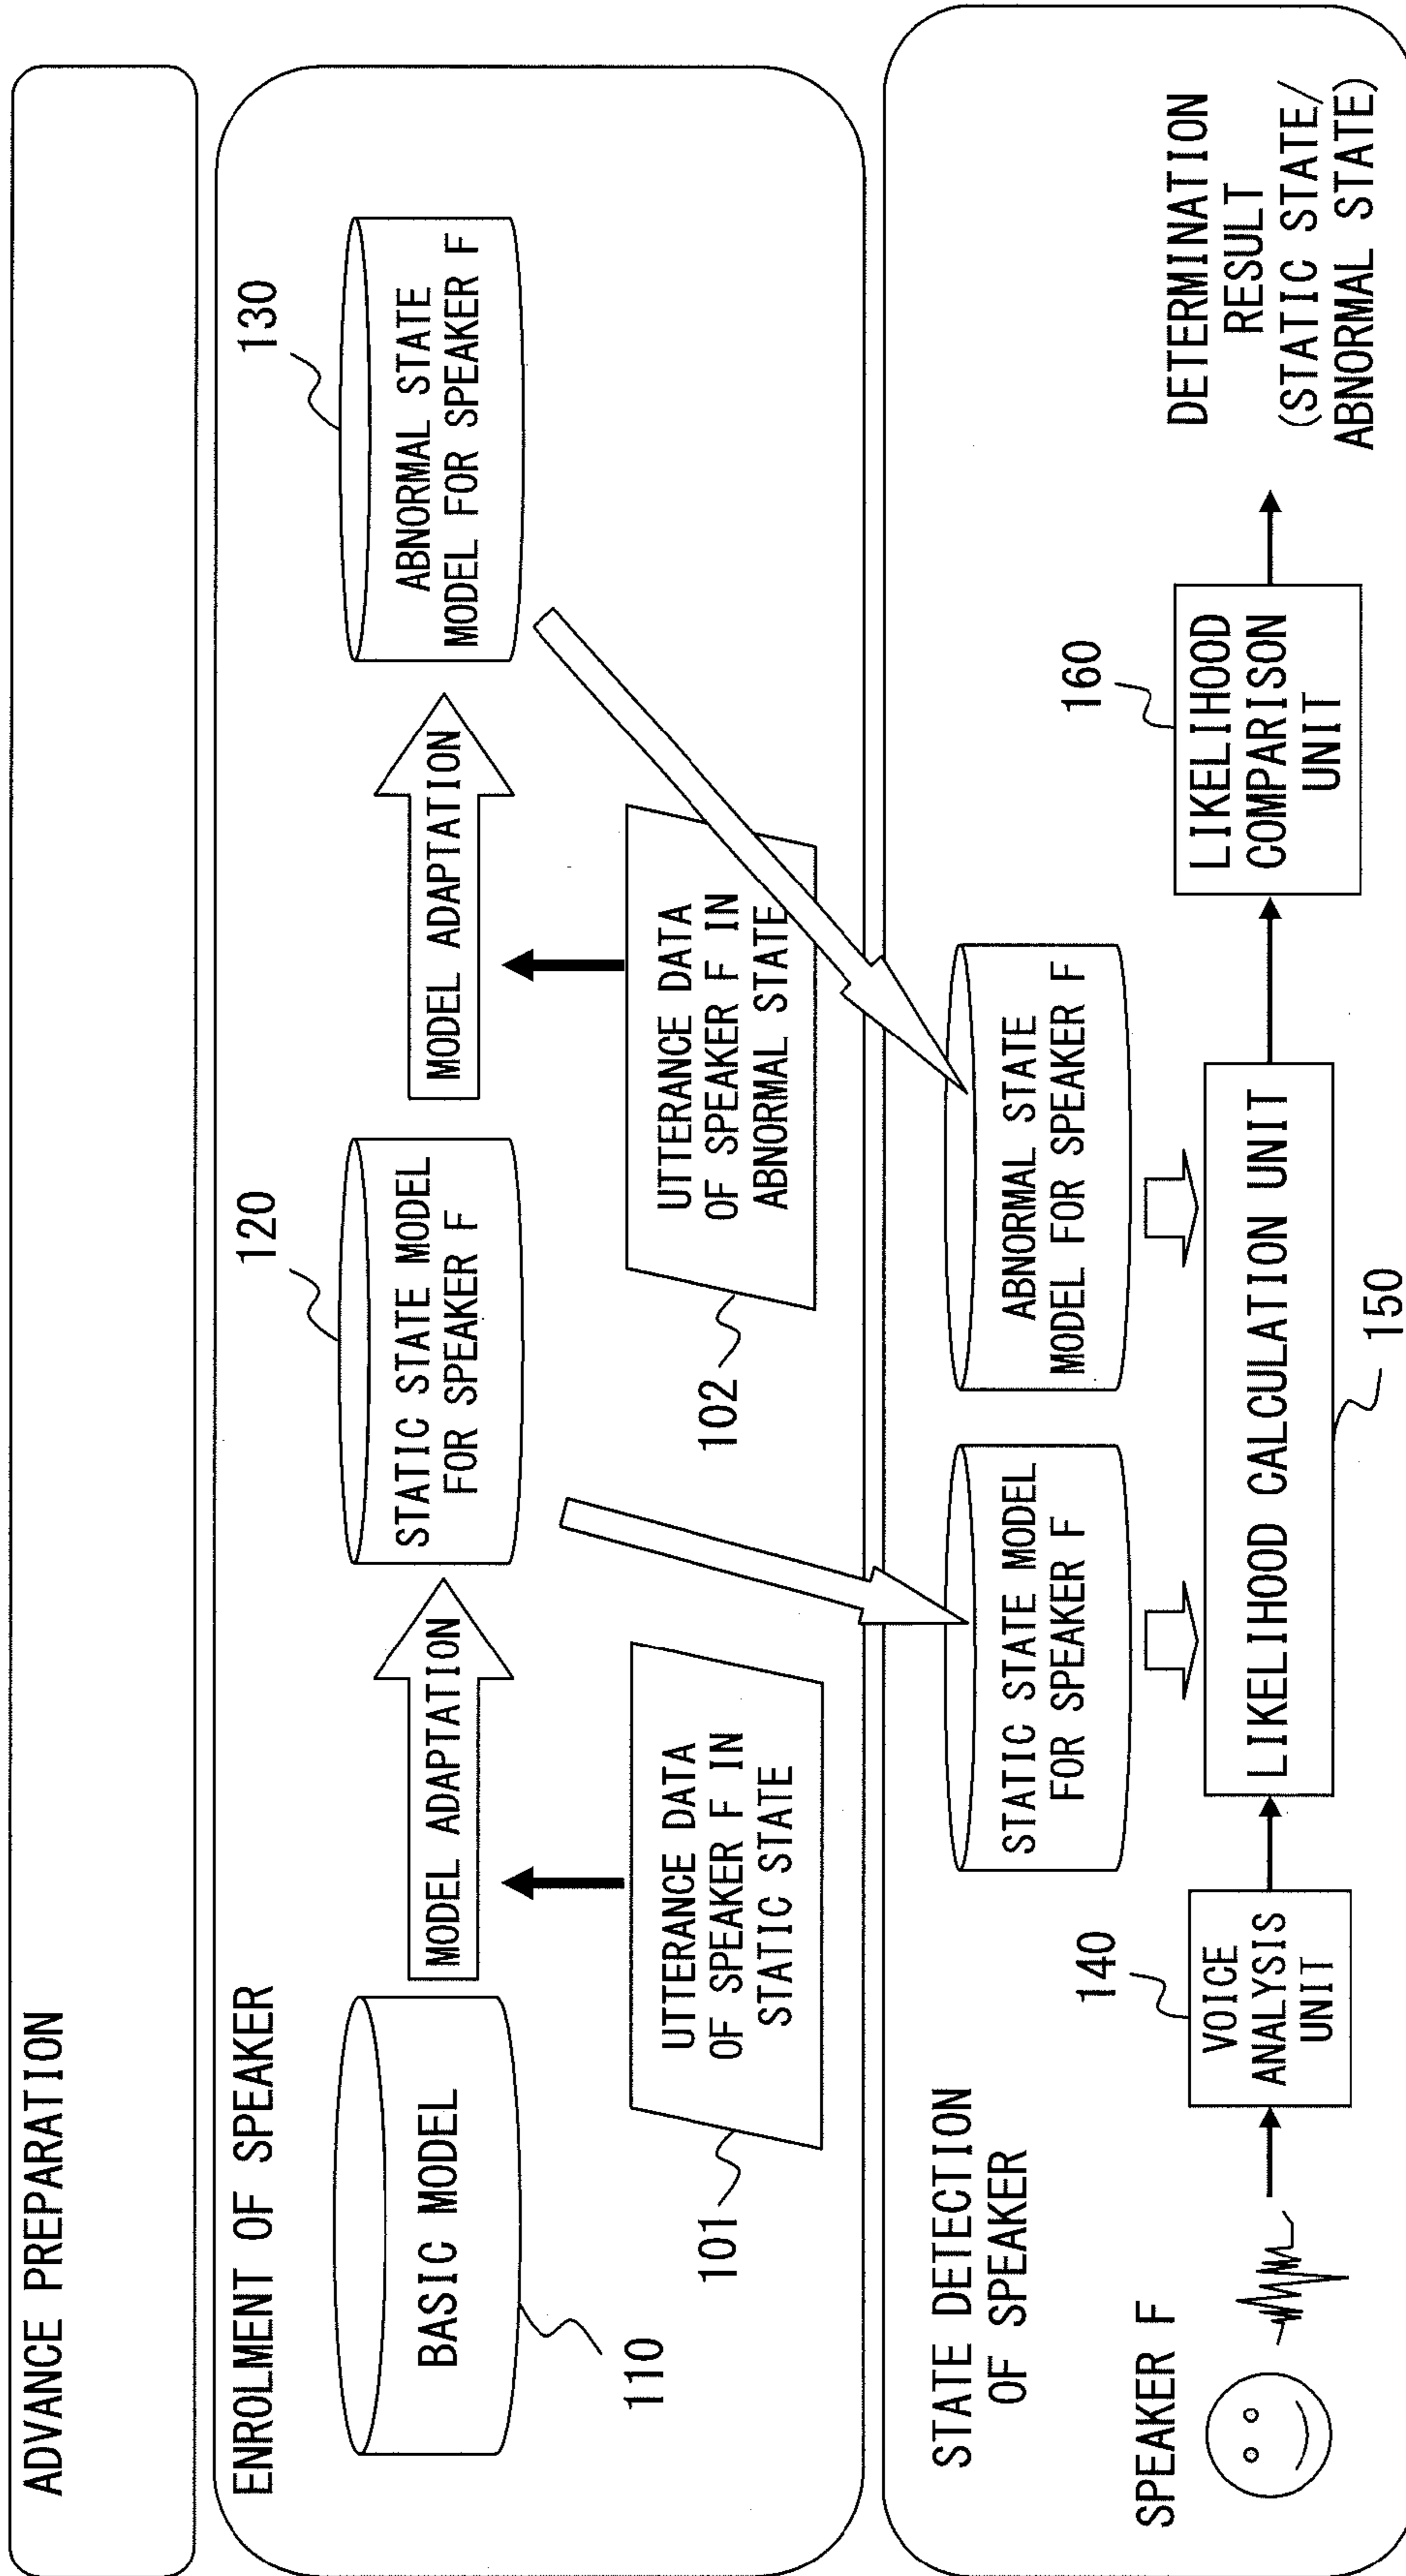 ADVANCE PREPARATION
ENROLMENT OF SPEAKER
BASIC MODEL
110
MODEL ADAPTATION
UTTERANCE DATA
OF SPEAKER F IN
STATIC STATE
101
120
STATIC STATE MODEL
FOR SPEAKER F
MODEL ADAPTATION
UTTERANCE DATA
OF SPEAKER F IN
ABNORMAL STATE
102
130
ABNORMAL STATE
MODEL FOR SPEAKER F
STATE DETECTION
OF SPEAKER
SPEAKER F
140
VOICE
ANALYSIS
UNIT
STATIC STATE MODEL
FOR SPEAKER F
ABNORMAL STATE
MODEL FOR SPEAKER F
LIKELIHOOD CALCULATION UNIT
150
160
LIKELIHOOD
COMPARISON
UNIT
DETERMINATION
RESULT
(STATIC STATE/
ABNORMAL STATE)